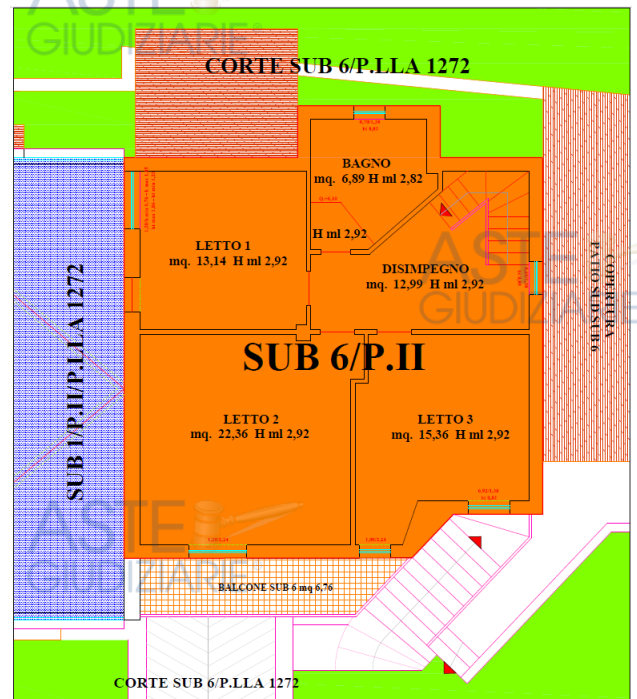 ASTE
GIUDIZIARIE®
CORTE SUB 6/P.LLA 1272
BAGNO
mq. 6,89 H ml 2,82
H ml 2,92
LETTO 1
mq. 13,14 H ml 2,92
DISIMPEGNO
mq. 12,99 H ml 2,92
ASTE
GIUDIZIARIE
COPERTURA
PATIO SUD SUB 6
SUB 6/P.II
SUB 1/P.II/P.LLA 1272
LETTO 2
mq. 22,36 H ml 2,92
LETTO 3
mq. 15,36 H ml 2,92
ASTE
GIUDIZIARIE®
BALCONE SUB 6 mq 6,76
CORTE SUB 6/P.LLA 1272